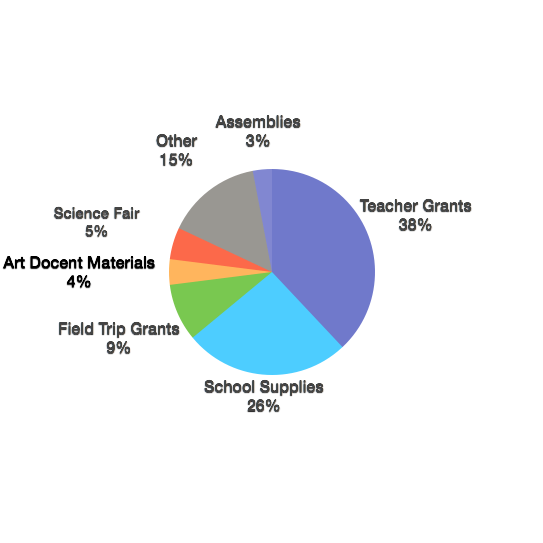 Assemblies
3%
Other
15%
Teacher Grants
38%
Science Fair
5%
Art Docent Materials
4%
Field Trip Grants
9%
School Supplies
26%